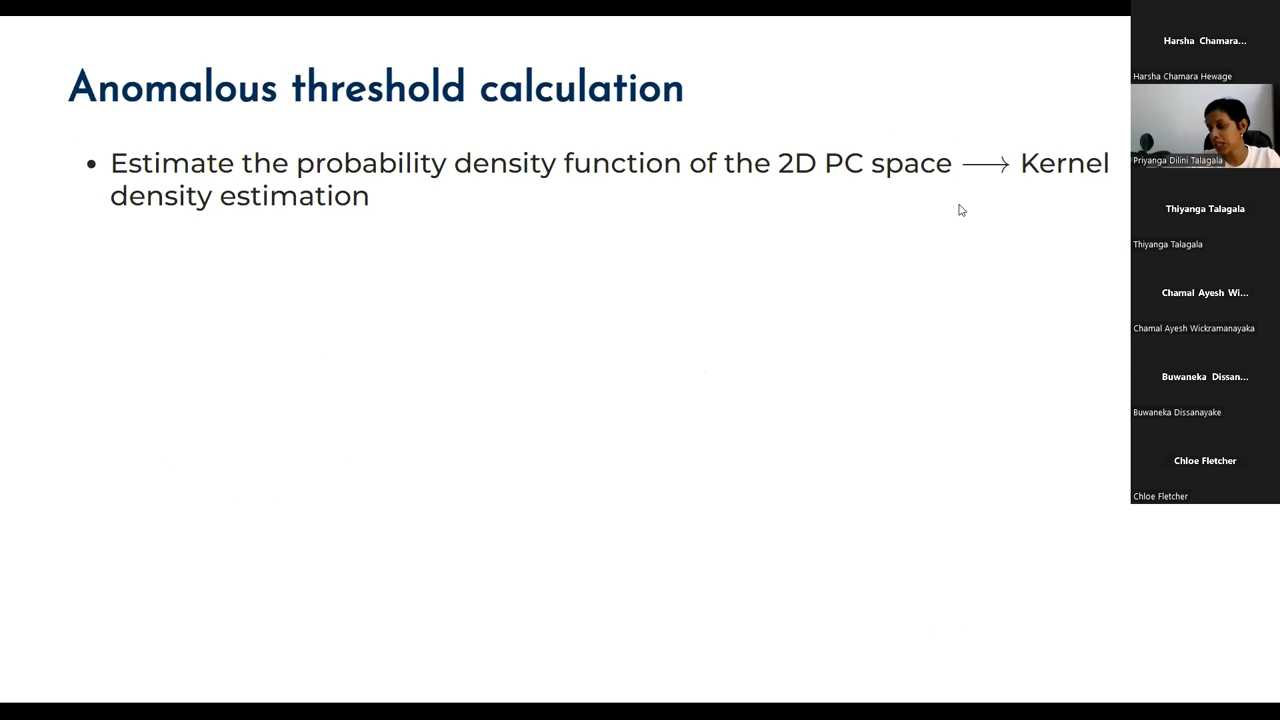 Anomalous threshold calculation
• Estimate the probability density function of the 2D PC space ⟶ Kernel
density estimation
Harsha Chamara...
Harsha Chamara Hewage
Priyanga Dilini Talagala
Thiyanga Talagala
Thiyanga Talagala
Chamal Ayesh Wi...
Chamal Ayesh Wickramanayaka
Buwaneka Dissan...
Buwaneka Dissanayake
Chloe Fletcher
Chloe Fletcher